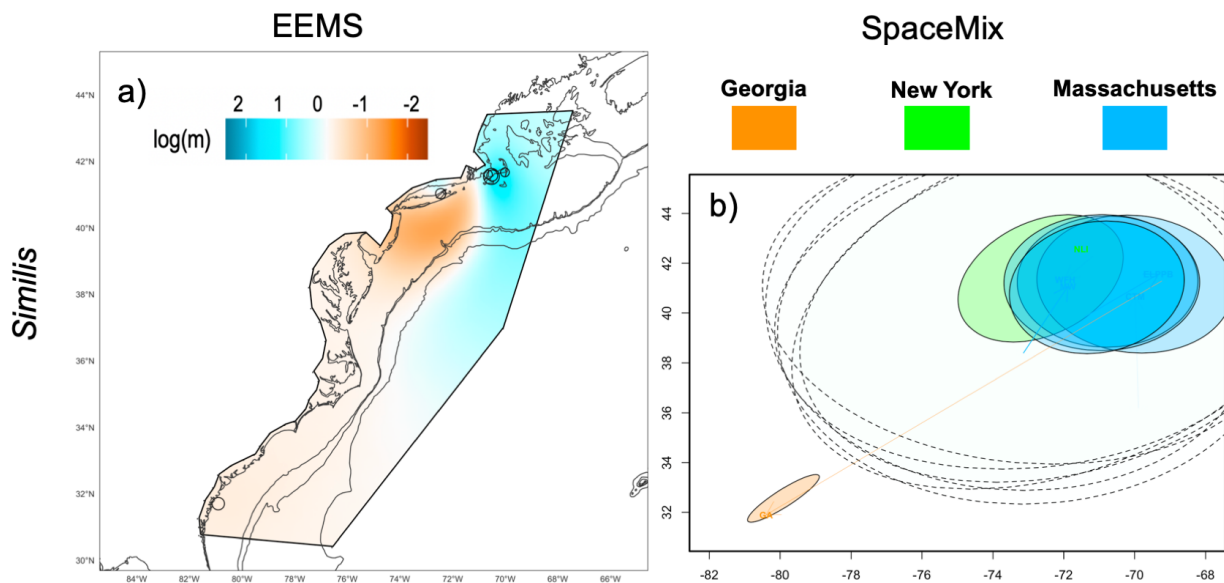 EEMS
SpaceMix
Similis
a)
2 1 0 -1 -2
log(m)
44°N
42°N
40°N
38°N
36°N
34°N
32°N
30°N
82°W 80°W 78°W 76°W 74°W 72°W 70°W 68°W 66°W
Georgia New York Massachusetts
b)
44
42
40
38
36
34
32
GA
-82 -80 -78 -76 -74 -72 -70 -68